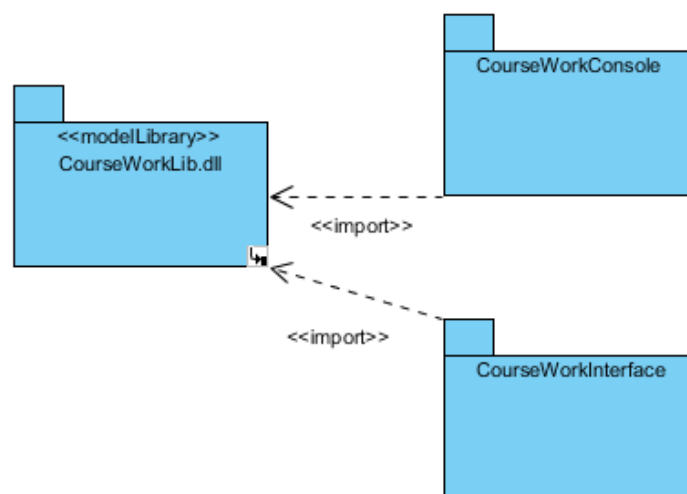 CourseWorkConsole
<<modelLibrary>>
CourseWorkLib.dll
<<import>>
<<import>>
CourseWorkInterface